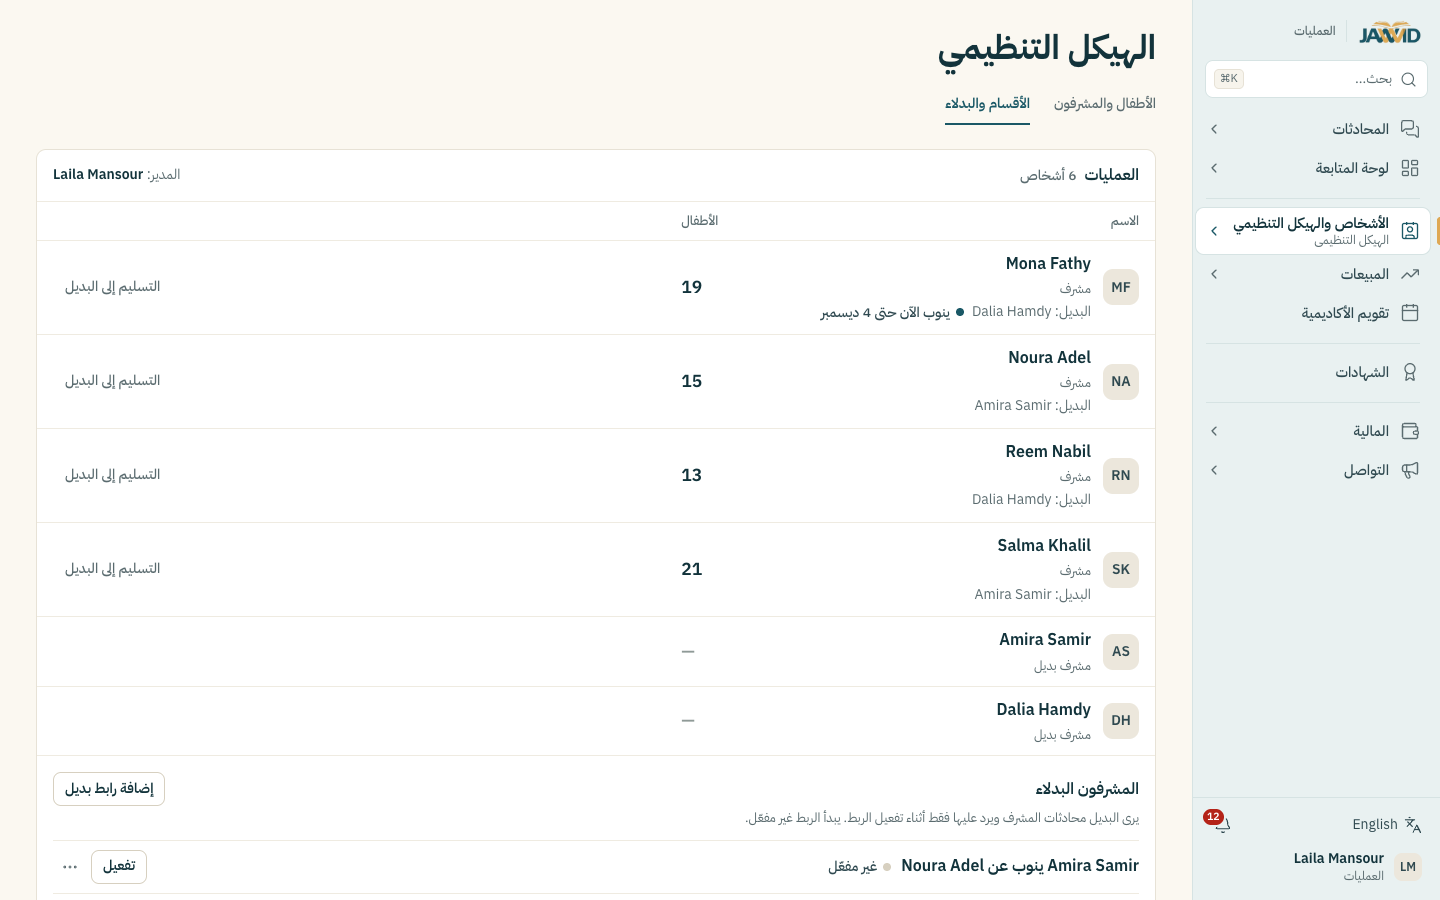 JAWWID
العمليات
بحث...
⌘K
المحادثات
لوحة المتابعة
الأشخاص والهيكل التنظيمي
الهيكل التنظيمي
المبيعات
تقويم الأكاديمية
الشهادات
المالية
التواصل
English
12
Laila Mansour
العمليات
LM
الهيكل التنظيمي
الأطفال والمشرفون
الأقسام والبدلاء
العمليات 6 أشخاص
المدير: Laila Mansour
الاسم
الأطفال
MF
Mona Fathy
مشرف
البديل: Dalia Hamdy ينوب الآن حتى 4 ديسمبر
19
التسليم إلى البديل
NA
Noura Adel
مشرف
البديل: Amira Samir
15
التسليم إلى البديل
RN
Reem Nabil
مشرف
البديل: Dalia Hamdy
13
التسليم إلى البديل
SK
Salma Khalil
مشرف
البديل: Amira Samir
21
التسليم إلى البديل
AS
Amira Samir
مشرف بديل
—
DH
Dalia Hamdy
مشرف بديل
—
المشرفون البدلاء
إضافة رابط بديل
يرى البديل محادثات المشرف ويرد عليها فقط أثناء تفعيل الربط. يبدأ الربط غير مفعّل.
Amira Samir ينوب عن Noura Adel غير مفعّل
تفعيل